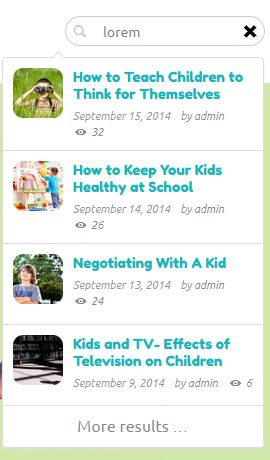 lorem
How to Teach Children to
Think for Themselves
September 15, 2014 by admin
32
How to Keep Your Kids
Healthy at School
September 14, 2014 by admin
26
Negotiating With A Kid
September 13, 2014 by admin
24
Kids and TV- Effects of
Television on Children
September 9, 2014 by admin 6
More results ...